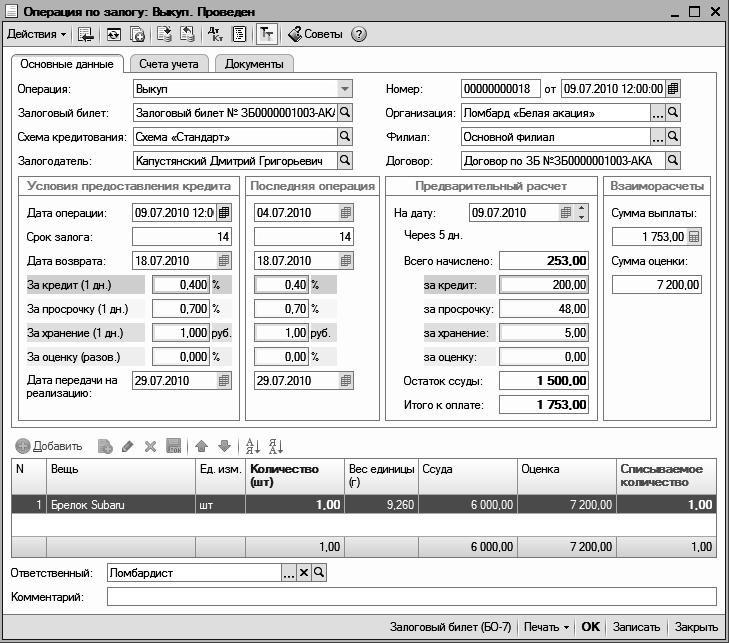 Операция по залогу: Выкуп. Проведен
Действия Дт Кт Тт Советы ?
Основные данные Счета учета Документы
Операция: Выкуп Номер: 00000000018 от 09.07.2010 12:00:00
Залоговый билет: Залоговый билет № ЗБ0000001003-АКА Организация: Ломбард «Белая акация» ...
Схема кредитования: Схема «Стандарт» Филиал: Основной филиал ...
Залогодатель: Капустянский Дмитрий Григорьевич Договор: Договор по ЗБ №ЗБ0000001003-АКА
Условия предоставления кредита Последняя операция Предварительный расчет Взаиморасчеты
Дата операции: 09.07.2010 12:0 04.07.2010 На дату: 09.07.2010 Сумма выплаты:
Срок залога: 14 14 Через 5 дн. 1 753,00
Дата возврата: 18.07.2010 18.07.2010 Всего начислено: 253,00 Сумма оценки:
За кредит (1 дн.) 0,400 % 0,40 % за кредит: 200,00 7 200,00
За просрочку (1 дн.) 0,700 % 0,70 % за просрочку: 48,00
За хранение (1 дн.) 1,000 руб. 1,00 руб. за хранение: 5,00
За оценку (разов.) 0,000 % 0,00 % за оценку: 0,00
Дата передачи на реализацию: 29.07.2010 29.07.2010 Остаток ссуды: 1 500,00
Итого к оплате: 1 753,00
Добавить
N Вещь Ед. изм. Количество (шт) Вес единицы (г) Ссуда Оценка Списываемое количество
1 Брелок Subaru шт 1,00 9,260 6 000,00 7 200,00 1,00
1,00 6 000,00 7 200,00 1,00
Ответственный: Ломбардист ...
Комментарий:
Залоговый билет (БО-7) Печать OK Записать Закрыть